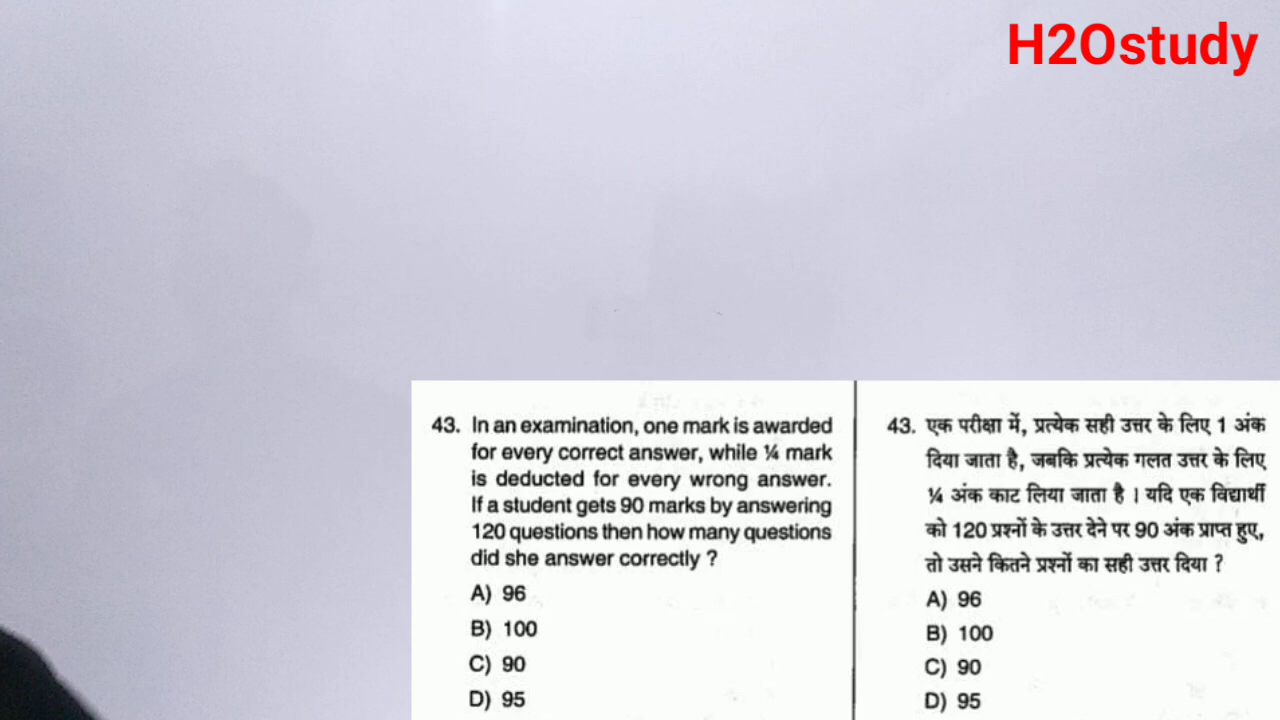 H2Ostudy
43. In an examination, one mark is awarded
for every correct answer, while ¼ mark
is deducted for every wrong answer.
If a student gets 90 marks by answering
120 questions then how many questions
did she answer correctly ?
A) 96
B) 100
C) 90
D) 95
43. एक परीक्षा में, प्रत्येक सही उत्तर के लिए 1 अंक
दिया जाता है, जबकि प्रत्येक गलत उत्तर के लिए
¼ अंक काट लिया जाता है । यदि एक विद्यार्थी
को 120 प्रश्नों के उत्तर देने पर 90 अंक प्राप्त हुए,
तो उसने कितने प्रश्नों का सही उत्तर दिया ?
A) 96
B) 100
C) 90
D) 95